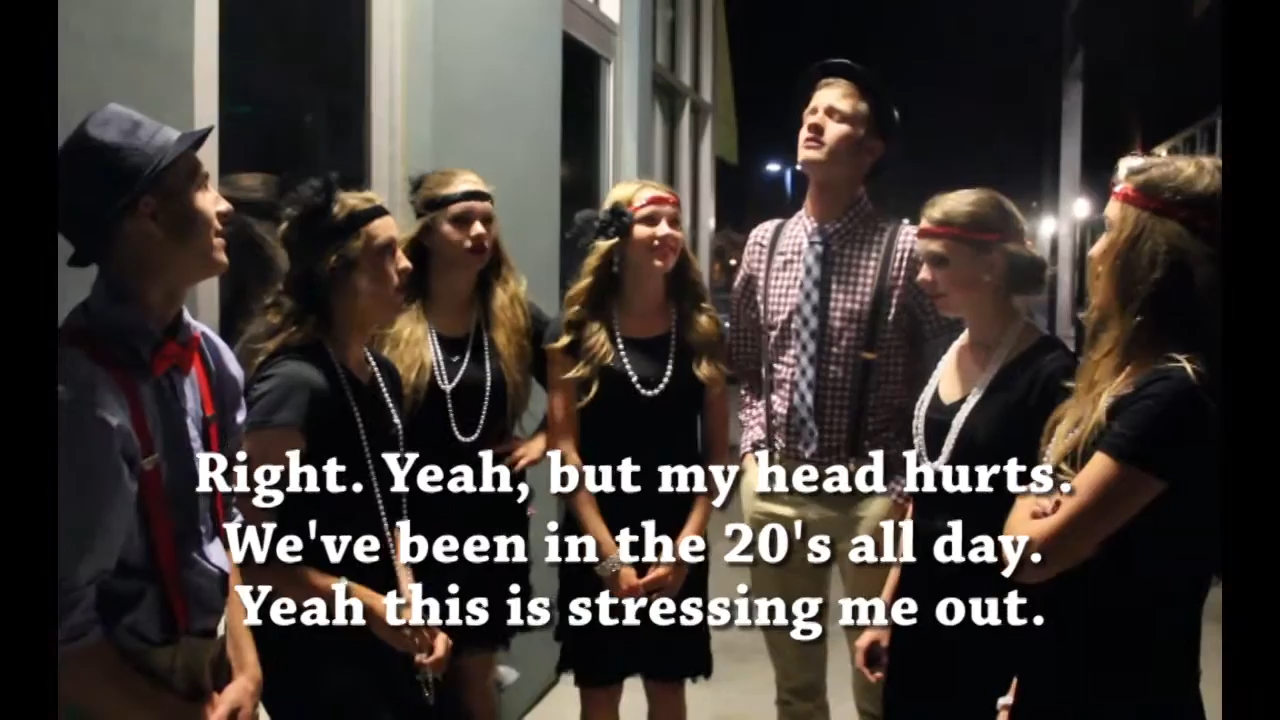 Right. Yeah, but my head hurts.
We've been in the 20's all day.
Yeah this is stressing me out.